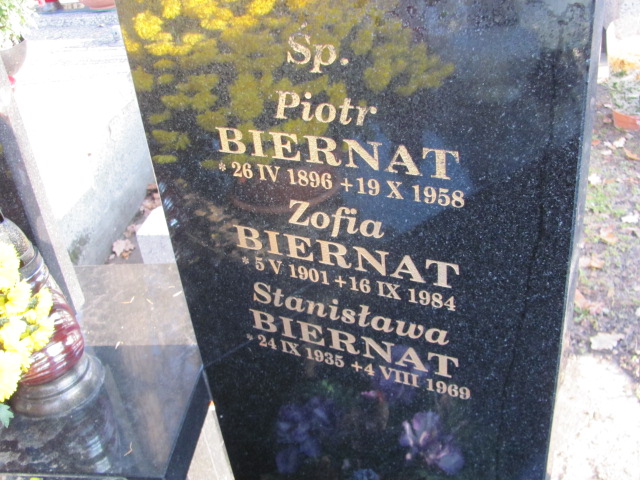 Śp.
Piotr
BIERNAT
* 26 IV 1896 + 19 X 1958
Zofia
BIERNAT
* 5 V 1901 + 16 IX 1984
Stanisława
BIERNAT
* 24 IX 1935 + 4 VIII 1969